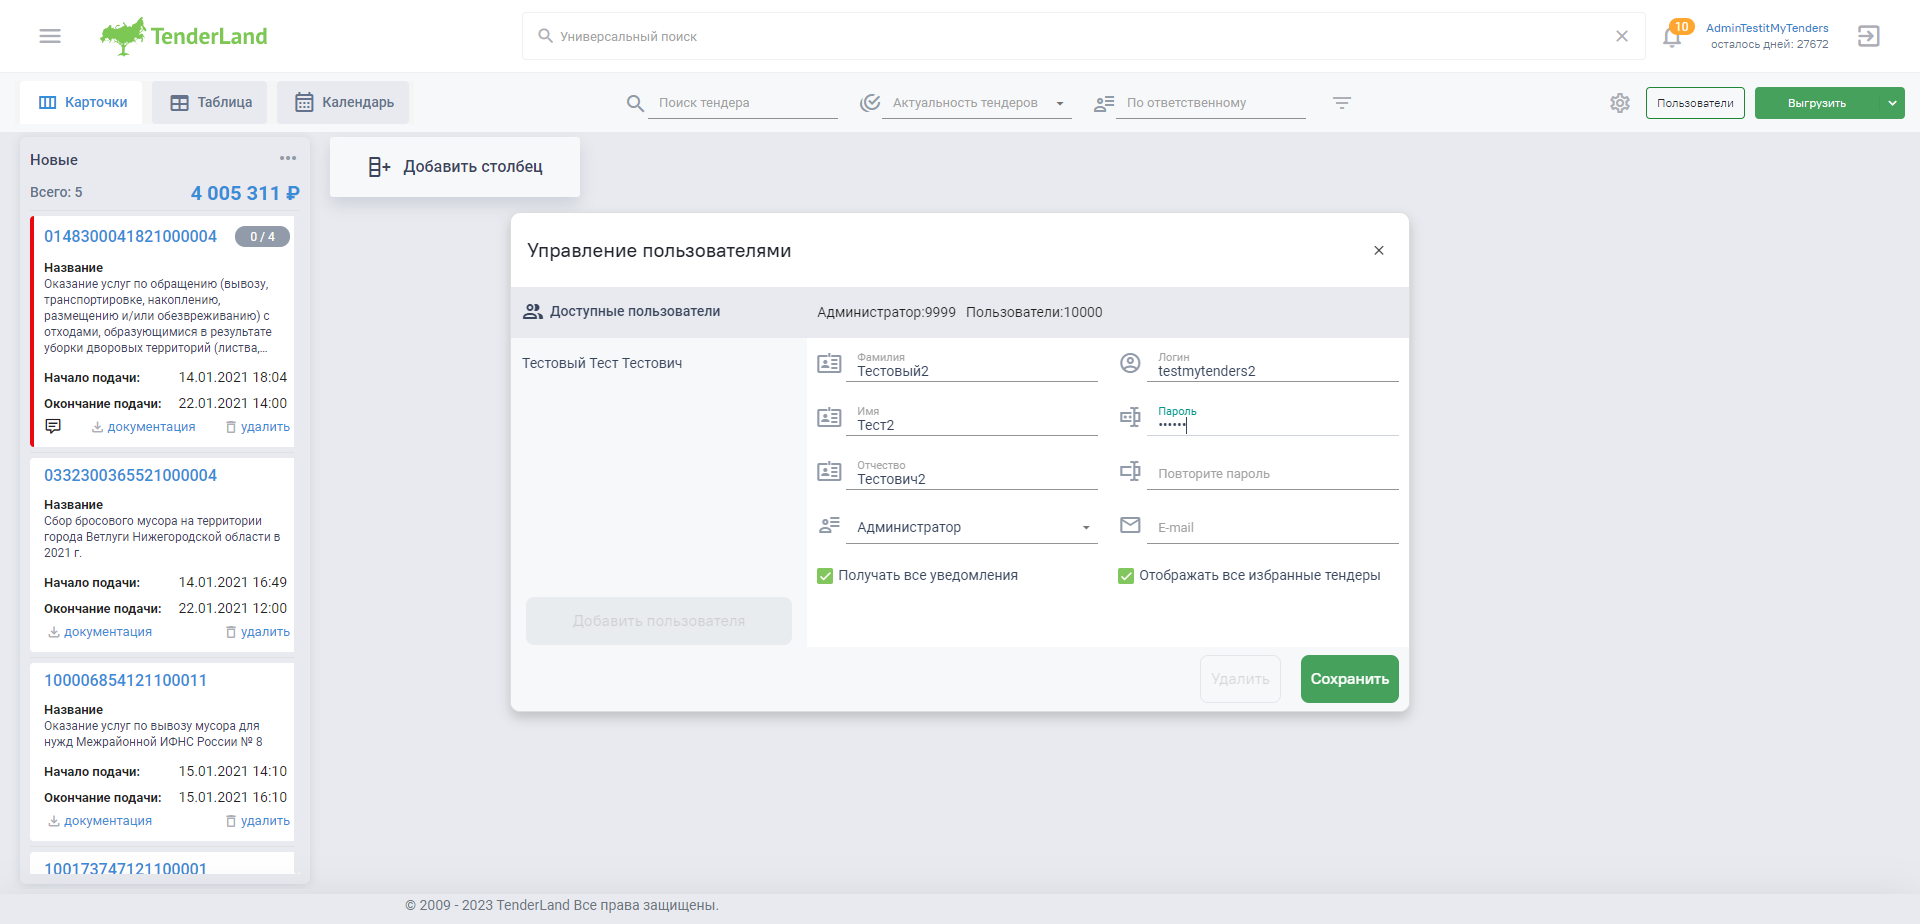 TenderLand
Универсальный поиск
10
AdminTestitMyTenders
осталось дней: 27672
Карточки
Таблица
Календарь
Поиск тендера
Актуальность тендеров
По ответственному
Пользователи
Выгрузить
Новые
Всего: 5
4 005 311 ₽
Добавить столбец
0148300041821000004
0 / 4
Название
Оказание услуг по обращению (вывозу,
транспортировке, накоплению,
размещению и/или обезвреживанию) с
отходами, образующимися в результате
уборки дворовых территорий (листва,...
Начало подачи: 14.01.2021 18:04
Окончание подачи: 22.01.2021 14:00
документация удалить
0332300365521000004
Название
Сбор бросового мусора на территории
города Ветлуги Нижегородской области в
2021 г.
Начало подачи: 14.01.2021 16:49
Окончание подачи: 22.01.2021 12:00
документация удалить
100006854121100011
Название
Оказание услуг по вывозу мусора для
нужд Межрайонной ИФНС России № 8
Начало подачи: 15.01.2021 14:10
Окончание подачи: 15.01.2021 16:10
документация удалить
100173747121100001
Управление пользователями
Доступные пользователи
Администратор:9999 Пользователи:10000
Тестовый Тест Тестович
Добавить пользователя
Фамилия
Тестовый2
Имя
Тест2
Отчество
Тестович2
Администратор
Получать все уведомления
Логин
testmytenders2
Пароль
••••••
Повторите пароль
E-mail
Отображать все избранные тендеры
Удалить
Сохранить
© 2009 - 2023 TenderLand Все права защищены.